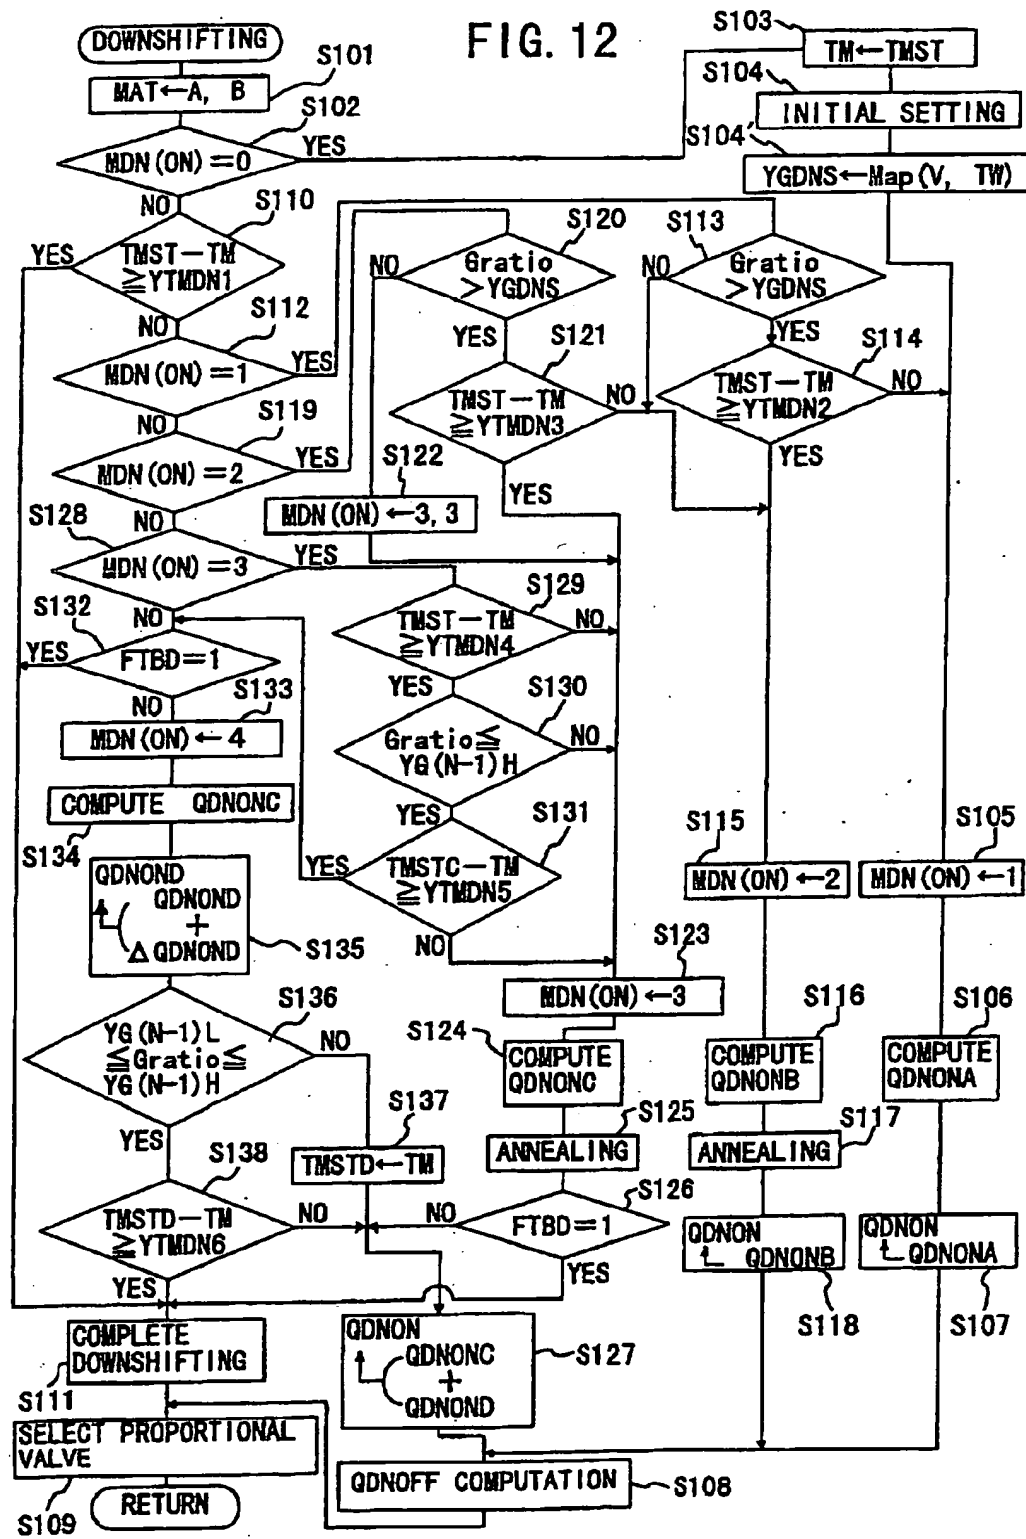 FIG. 12
DOWNSHIFTING
S101
MAT←A, B
S102
MDN(ON)=0
YES
NO
S103
TM←TMST
S104
INITIAL SETTING
S104'
YGDNS←Map(V, TW)
S110
YES
TMST-TM
≧YTMDN1
NO
S112
MDN(ON)=1
YES
NO
S119
MDN(ON)=2
YES
NO
S120
NO
Gratio
>YGDNS
YES
S113
NO
Gratio
>YGDNS
YES
S121
TMST-TM
≧YTMDN3
NO
YES
S114
TMST-TM
≧YTMDN2
NO
YES
S122
MDN(ON)←3, 3
S128
MDN(ON)=3
YES
NO
S129
TMST-TM
≧YTMDN4
NO
YES
S132
YES
FTBD=1
NO
S133
MDN(ON)←4
S130
Gratio≦
YG(N-1)H
NO
YES
COMPUTE QDNONC
S134
S131
YES
TMSTC-TM
≧YTMDN5
NO
S115
MDN(ON)←2
S105
MDN(ON)←1
QDNOND
QDNOND
+
ΔQDNOND
S135
S123
MDN(ON)←3
S136
YG(N-1)L
≦Gratio≦
YG(N-1)H
NO
YES
S124
COMPUTE
QDNONC
S116
COMPUTE
QDNONB
S106
COMPUTE
QDNONA
S137
TMSTD←TM
S125
ANNEALING
S117
ANNEALING
S138
TMSTD-TM
≧YTMDN6
NO
YES
S126
NO
FTBD=1
YES
QDNON
QDNONB
S118
QDNON
QDNONA
S107
COMPLETE
DOWNSHIFTING
S111
QDNON
QDNONC
+
QDNOND
S127
SELECT PROPORTIONAL
VALVE
S109
QDNOFF COMPUTATION
S108
RETURN